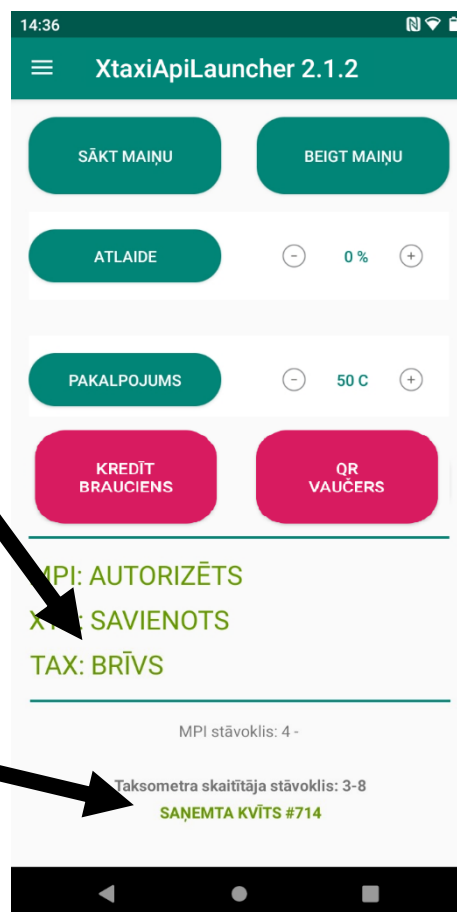 14:36
XtaxiApiLauncher 2.1.2
SĀKT MAIŅU
BEIGT MAIŅU
ATLAIDE
0 %
PAKALPOJUMS
50 C
KREDĪT
BRAUCIENS
QR
VAUČERS
MPI: AUTORIZĒTS
SAVIENOTS
TAX: BRĪVS
MPI stāvoklis: 4 -
Taksometra skaitītāja stāvoklis: 3-8
SAŅEMTA KVĪTS #714